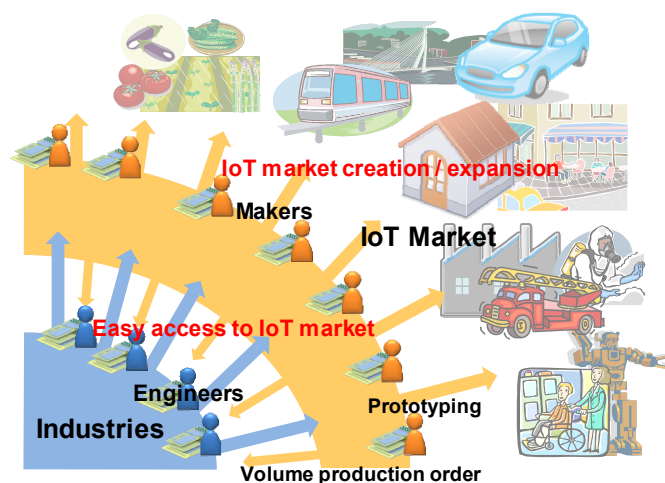 IoT market creation / expansion
Makers
IoT Market
Easy access to IoT market
Engineers
Prototyping
Industries
Volume production order